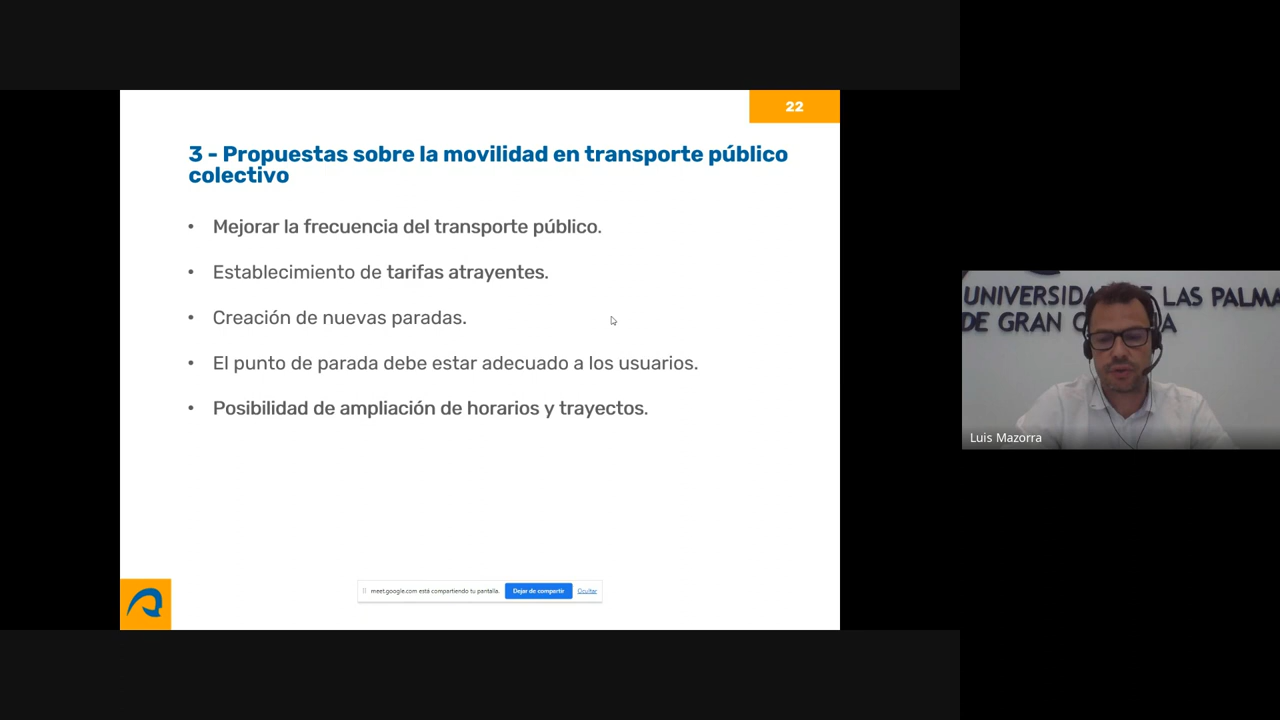 22
3 - Propuestas sobre la movilidad en transporte público
colectivo
• Mejorar la frecuencia del transporte público.
• Establecimiento de tarifas atrayentes.
• Creación de nuevas paradas.
• El punto de parada debe estar adecuado a los usuarios.
• Posibilidad de ampliación de horarios y trayectos.
meet.google.com está compartiendo tu pantalla. Dejar de compartir Ocultar
UNIVERSIDA E LAS PALMA
DE GRAN C IA
Luis Mazorra